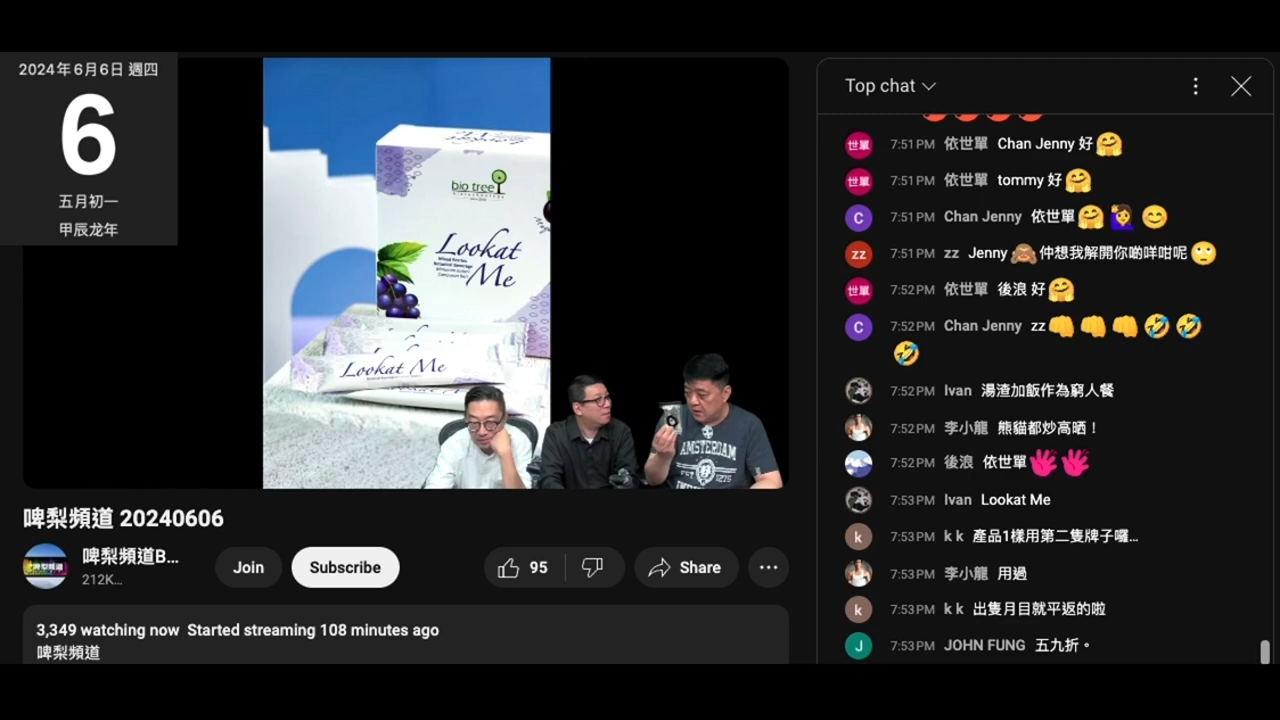 2024年6月6日 週四
6
五月初一
甲辰龙年
bio tree
Lookat
Me
Lookat Me
AMSTERDAM
EST. 1275
啤梨頻道 20240606
啤梨頻道B...
212K...
Join
Subscribe
95
Share
3,349 watching now Started streaming 108 minutes ago
啤梨頻道
Top chat
世單 7:51 PM 依世單 Chan Jenny 好🤗
世單 7:51 PM 依世單 tommy 好🤗
C 7:51 PM Chan Jenny 依世單🤗🙋‍♀️😊
zz 7:51 PM zz Jenny🙈仲想我解開你啲咩咁呢🙄
世單 7:52 PM 依世單 後浪 好🤗
C 7:52 PM Chan Jenny zz👊👊👊🤣🤣
🤣
7:52 PM Ivan 湯渣加飯作為窮人餐
7:52 PM 李小龍 熊貓都炒高晒！
7:52 PM 後浪 依世單
7:53 PM Ivan Lookat Me
k 7:53 PM k k 產品1樣用第二隻牌子囉...
7:53 PM 李小龍 用過
k 7:53 PM k k 出隻月目就平返的啦
J 7:53 PM JOHN FUNG 五九折。